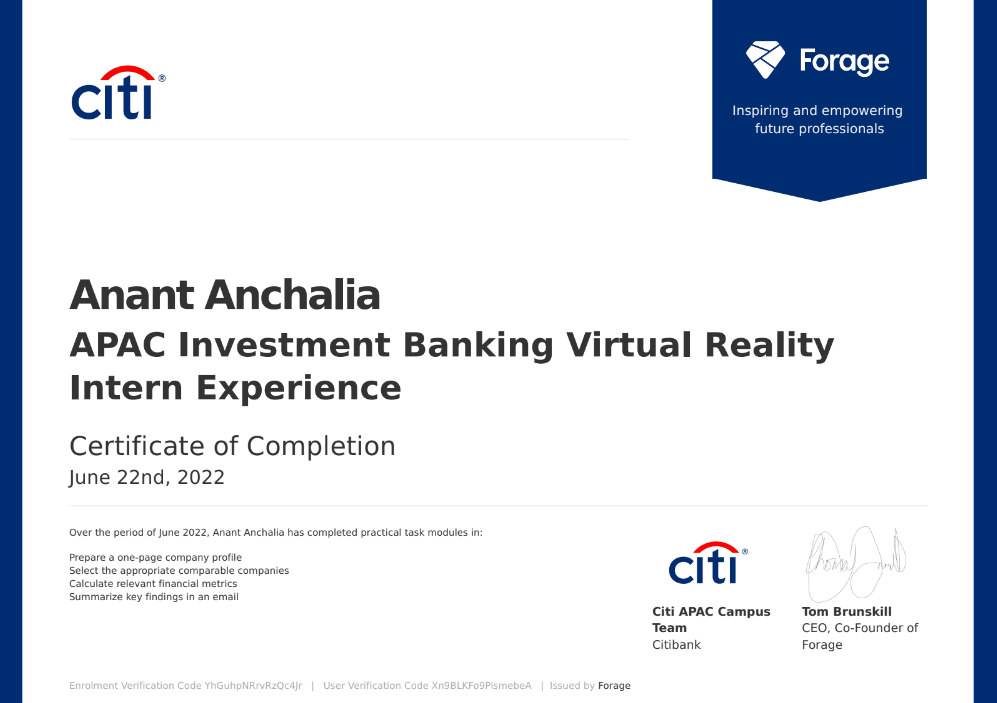 citi®
Forage
Inspiring and empowering
future professionals
Anant Anchalia
APAC Investment Banking Virtual Reality
Intern Experience
Certificate of Completion
June 22nd, 2022
Over the period of June 2022, Anant Anchalia has completed practical task modules in:
Prepare a one-page company profile
Select the appropriate comparable companies
Calculate relevant financial metrics
Summarize key findings in an email
citi®
Citi APAC Campus
Team
Citibank
Tom Brunskill
CEO, Co-Founder of
Forage
Enrolment Verification Code YhGuhpNRrvRzQc4Jr | User Verification Code Xn9BLKFo9PismebeA | Issued by Forage